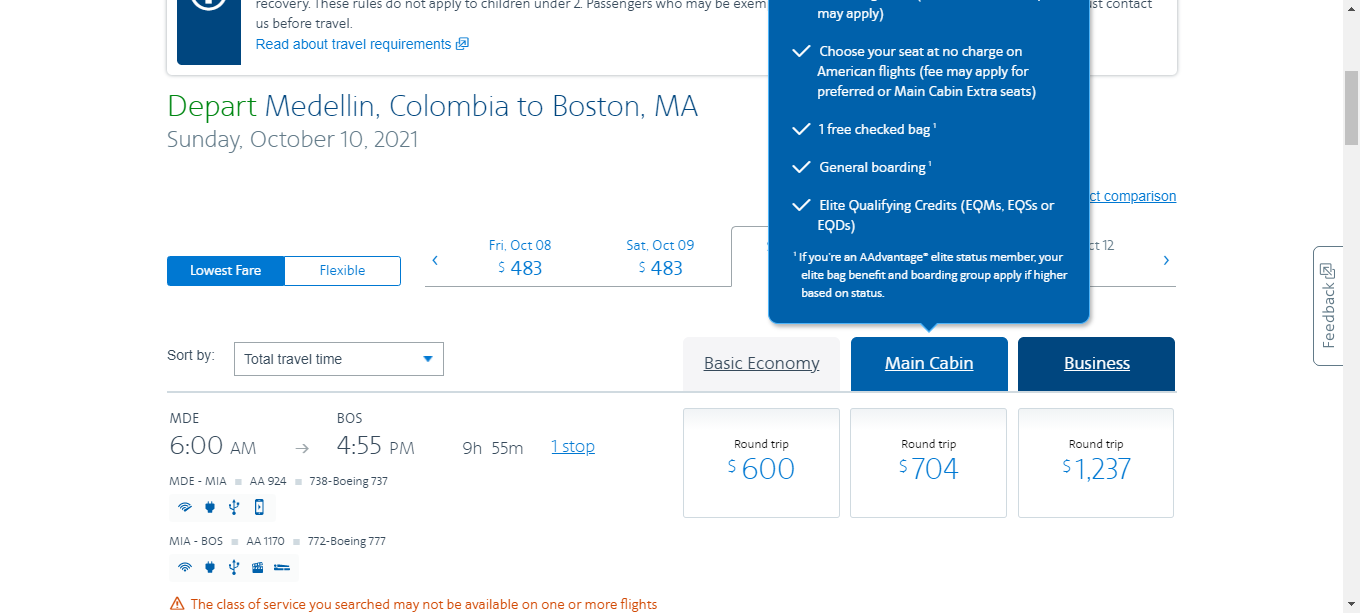 recovery. These rules do not apply to children under 2. Passengers who may be exem
ust contact
us before travel.
Read about travel requirements
may apply)
Choose your seat at no charge on
American flights (fee may apply for
preferred or Main Cabin Extra seats)
1 free checked bag ¹
General boarding ¹
Elite Qualifying Credits (EQMs, EQSs or
EQDs)
¹ If you're an AAdvantage® elite status member, your
elite bag benefit and boarding group apply if higher
based on status.
Depart Medellin, Colombia to Boston, MA
Sunday, October 10, 2021
ct comparison
Lowest Fare
Flexible
Fri, Oct 08
$ 483
Sat, Oct 09
$ 483
ct 12
Feedback
Sort by:
Total travel time
Basic Economy
Main Cabin
Business
MDE
BOS
6:00 AM → 4:55 PM 9h 55m 1 stop
Round trip
$ 600
Round trip
$ 704
Round trip
$ 1,237
MDE - MIA ■ AA 924 ■ 738-Boeing 737
MIA - BOS ■ AA 1170 ■ 772-Boeing 777
The class of service you searched may not be available on one or more flights